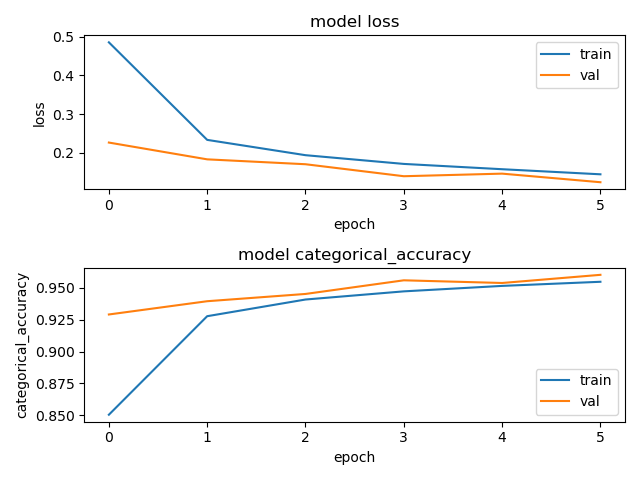 model loss
0.5
0.4
0.3
0.2
loss
train
val
0 1 2 3 4 5
epoch
model categorical_accuracy
0.950
0.925
0.900
0.875
0.850
categorical_accuracy
train
val
0 1 2 3 4 5
epoch